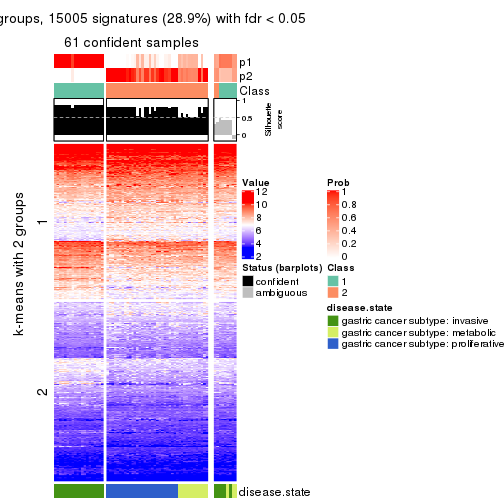 groups, 15005 signatures (28.9%) with fdr < 0.05
61 confident samples
p1
p2
Class
1
0.5
0
Silhouette
score
k-means with 2 groups
1
2
Value
12
10
8
6
4
2
Prob
1
0.8
0.6
0.4
0.2
0
Status (barplots)
confident
ambiguous
Class
1
2
disease.state
gastric cancer subtype: invasive
gastric cancer subtype: metabolic
gastric cancer subtype: proliferative
disease.state